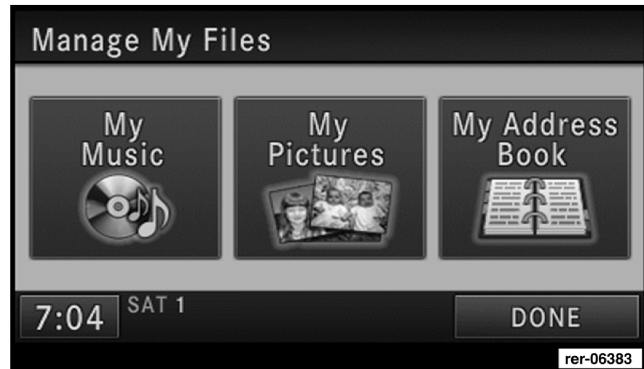 Manage My Files
My
Music
My
Pictures
My Address
Book
7:04
SAT 1
DONE
rer-06383